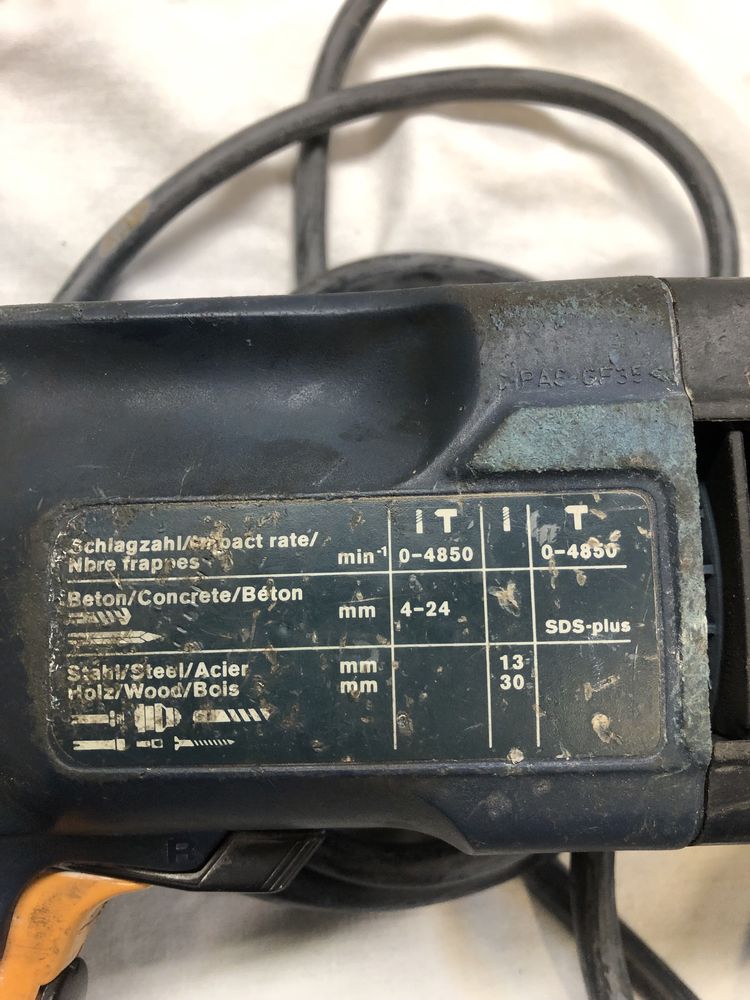 >PA6-GF35<
Schlagzahl/Impact rate/
Nbre frappes min⁻¹ 0-4850 0-4850
Beton/Concrete/Béton
mm 4-24
SDS-plus
Stahl/Steel/Acier mm 13
Holz/Wood/Bois mm 30
R